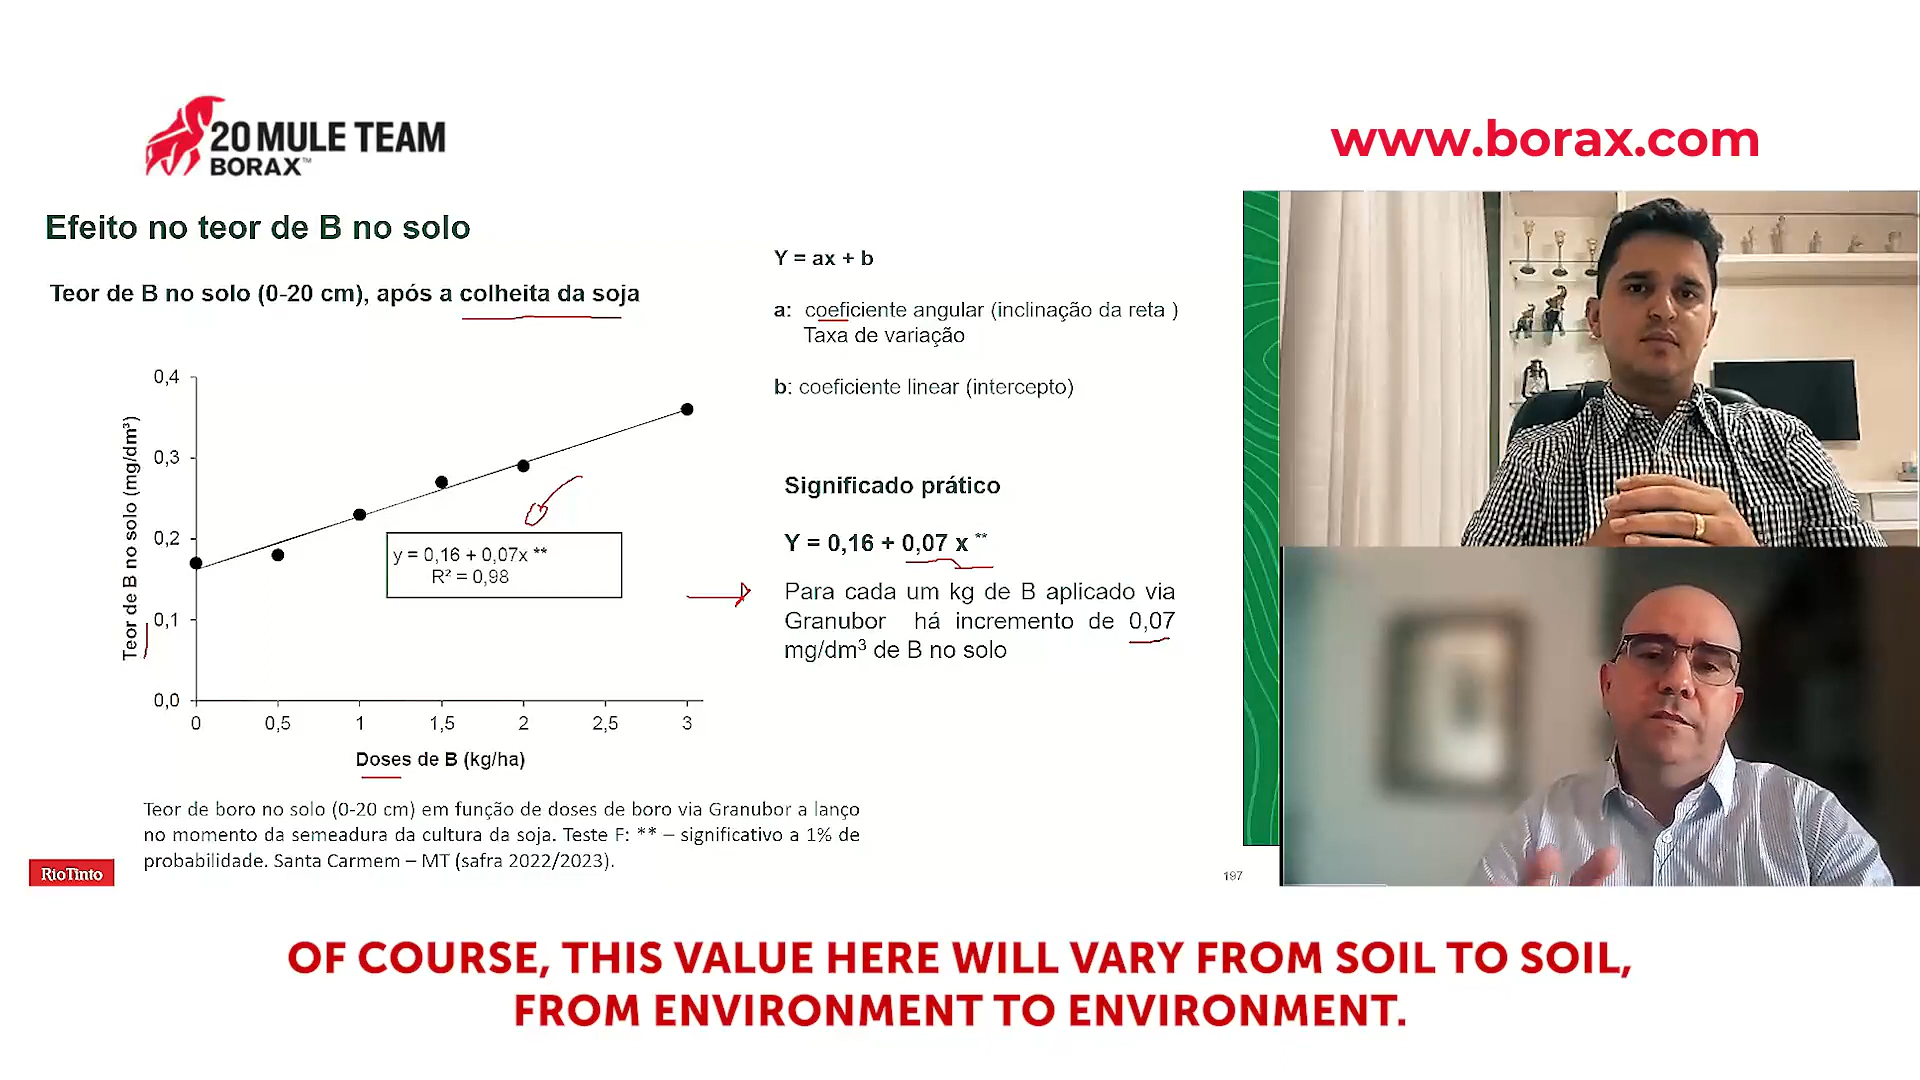 20 MULE TEAM
BORAX™
www.borax.com
Efeito no teor de B no solo
Teor de B no solo (0-20 cm), após a colheita da soja
Teor de B no solo (mg/dm³)
0,4
0,3
0,2
0,1
0,0
0 0,5 1 1,5 2 2,5 3
Doses de B (kg/ha)
y = 0,16 + 0,07x **
R² = 0,98
Y = ax + b
a: coeficiente angular (inclinação da reta )
Taxa de variação
b: coeficiente linear (intercepto)
Significado prático
Y = 0,16 + 0,07 x **
Para cada um kg de B aplicado via
Granubor há incremento de 0,07
mg/dm³ de B no solo
Teor de boro no solo (0-20 cm) em função de doses de boro via Granubor a lanço
no momento da semeadura da cultura da soja. Teste F: ** – significativo a 1% de
probabilidade. Santa Carmem – MT (safra 2022/2023).
RioTinto
197
OF COURSE, THIS VALUE HERE WILL VARY FROM SOIL TO SOIL,
FROM ENVIRONMENT TO ENVIRONMENT.